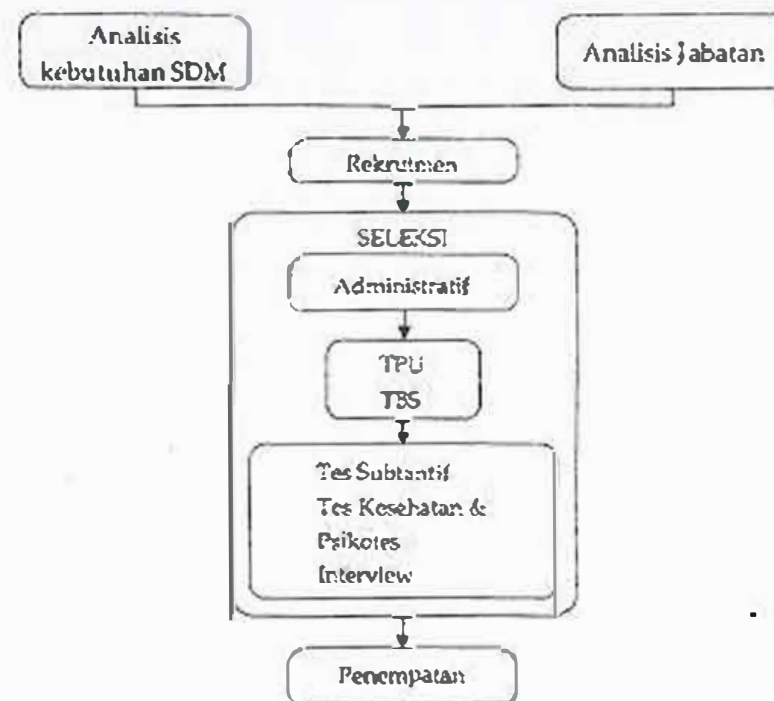 Analisis
kebutuhan SDM
Analisis Jabatan
Rekrutmen
SELEKSI
Administratif
TPU
TBS
Tes Subtantif
Tes Kesehatan &
Psikotes
Interview
Penempatan